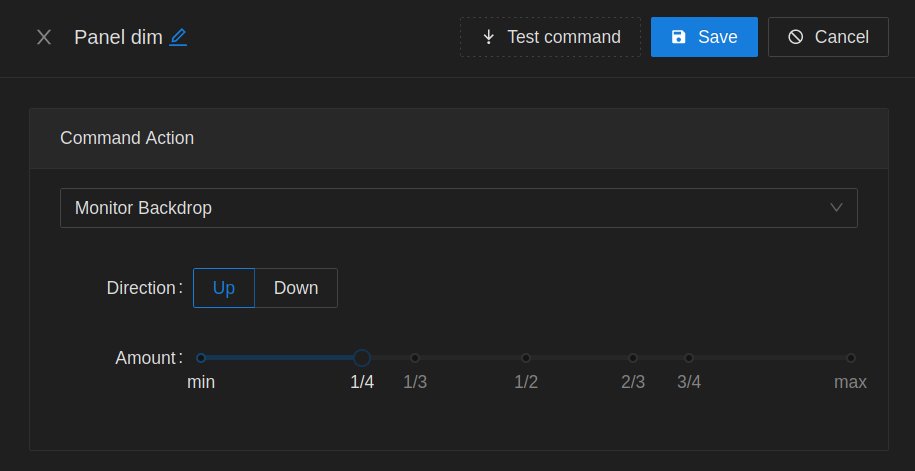 Panel dim
Test command
Save
Cancel
Command Action
Monitor Backdrop
Direction:
Up
Down
Amount:
min
1/4
1/3
1/2
2/3
3/4
max